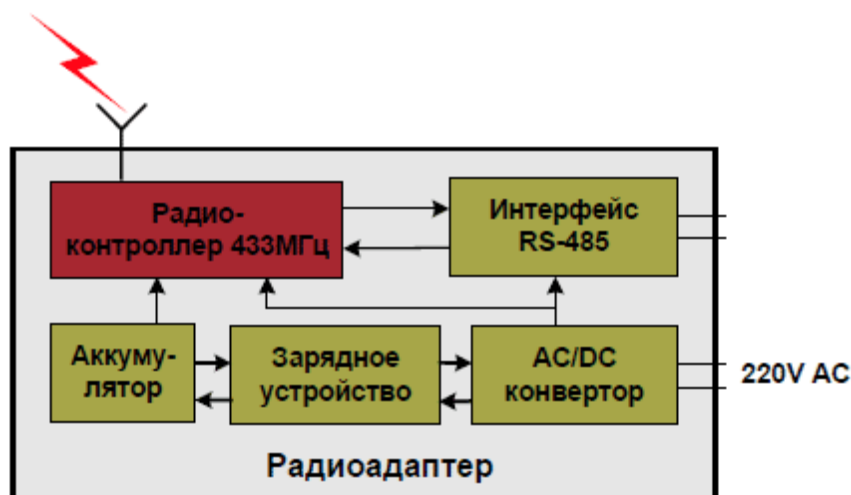 Радио-
контроллер 433МГц
Интерфейс
RS-485
Аккуму-
лятор
Зарядное
устройство
AC/DC
конвертор
220V AC
Радиоадаптер